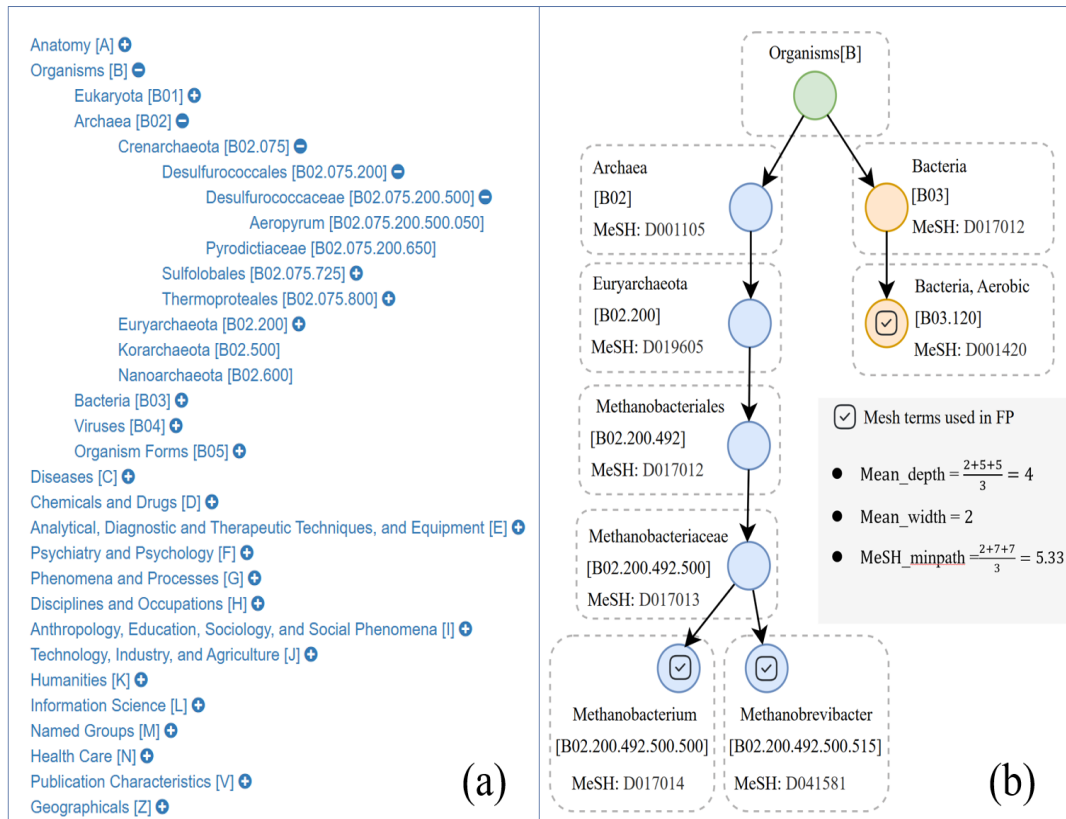 Anatomy [A]
Organisms [B]
Eukaryota [B01]
Archaea [B02]
Crenarchaeota [B02.075]
Desulfurococcales [B02.075.200]
Desulfurococcaceae [B02.075.200.500]
Aeropyrum [B02.075.200.500.050]
Pyrodictiaceae [B02.075.200.650]
Sulfolobales [B02.075.725]
Thermoproteales [B02.075.800]
Euryarchaeota [B02.200]
Korarchaeota [B02.500]
Nanoarchaeota [B02.600]
Bacteria [B03]
Viruses [B04]
Organism Forms [B05]
Diseases [C]
Chemicals and Drugs [D]
Analytical, Diagnostic and Therapeutic Techniques, and Equipment [E]
Psychiatry and Psychology [F]
Phenomena and Processes [G]
Disciplines and Occupations [H]
Anthropology, Education, Sociology, and Social Phenomena [I]
Technology, Industry, and Agriculture [J]
Humanities [K]
Information Science [L]
Named Groups [M]
Health Care [N]
Publication Characteristics [V]
Geographicals [Z]
(a)
Organisms[B]
Archaea
[B02]
MeSH: D001105
Bacteria
[B03]
MeSH: D017012
Euryarchaeota
[B02.200]
MeSH: D019605
Bacteria, Aerobic
[B03.120]
MeSH: D001420
Methanobacteriales
[B02.200.492]
MeSH: D017012
Methanobacteriaceae
[B02.200.492.500]
MeSH: D017013
Methanobacterium
[B02.200.492.500.500]
MeSH: D017014
Methanobrevibacter
[B02.200.492.500.515]
MeSH: D041581
Mesh terms used in FP
● Mean_depth = 2+5+5/3 = 4
● Mean_width = 2
● MeSH_minpath = 2+7+7/3 = 5.33
(b)